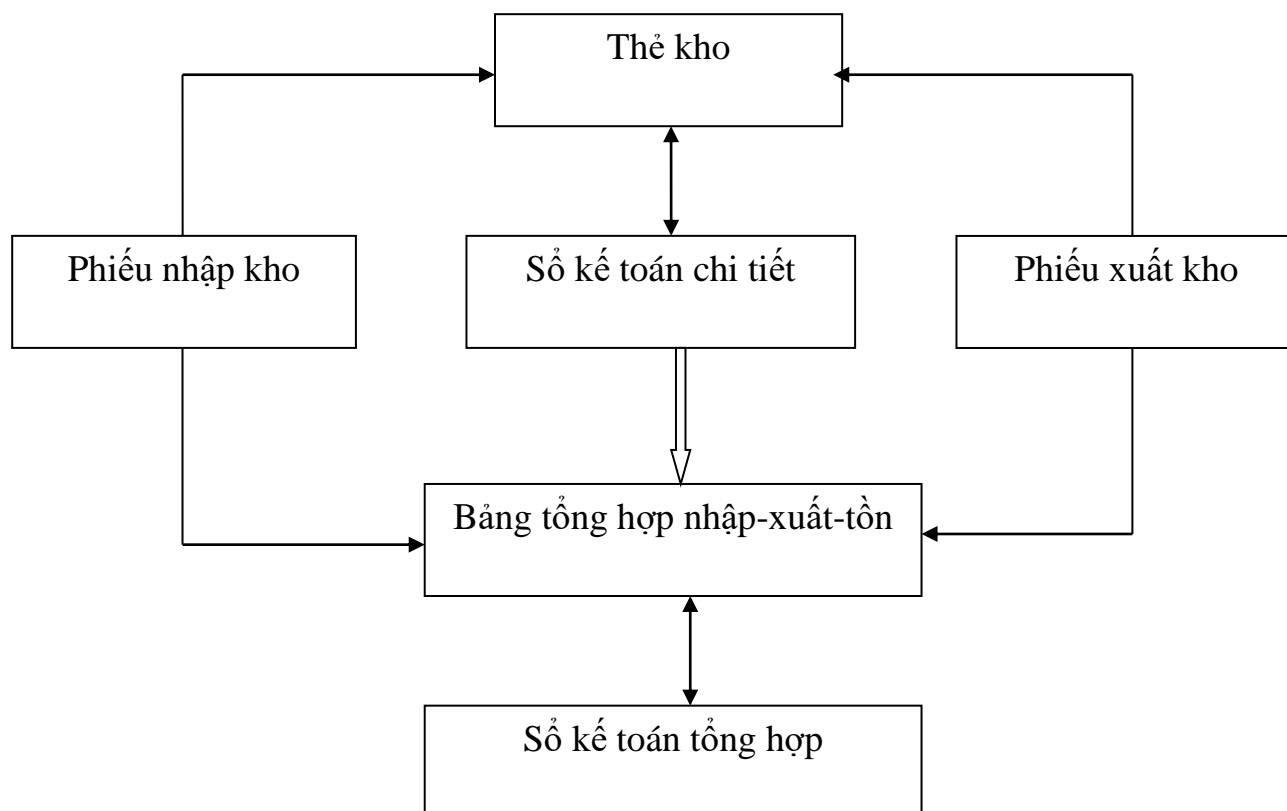 Thẻ kho
Phiếu nhập kho
Sổ kế toán chi tiết
Phiếu xuất kho
Bảng tổng hợp nhập-xuất-tồn
Sổ kế toán tổng hợp